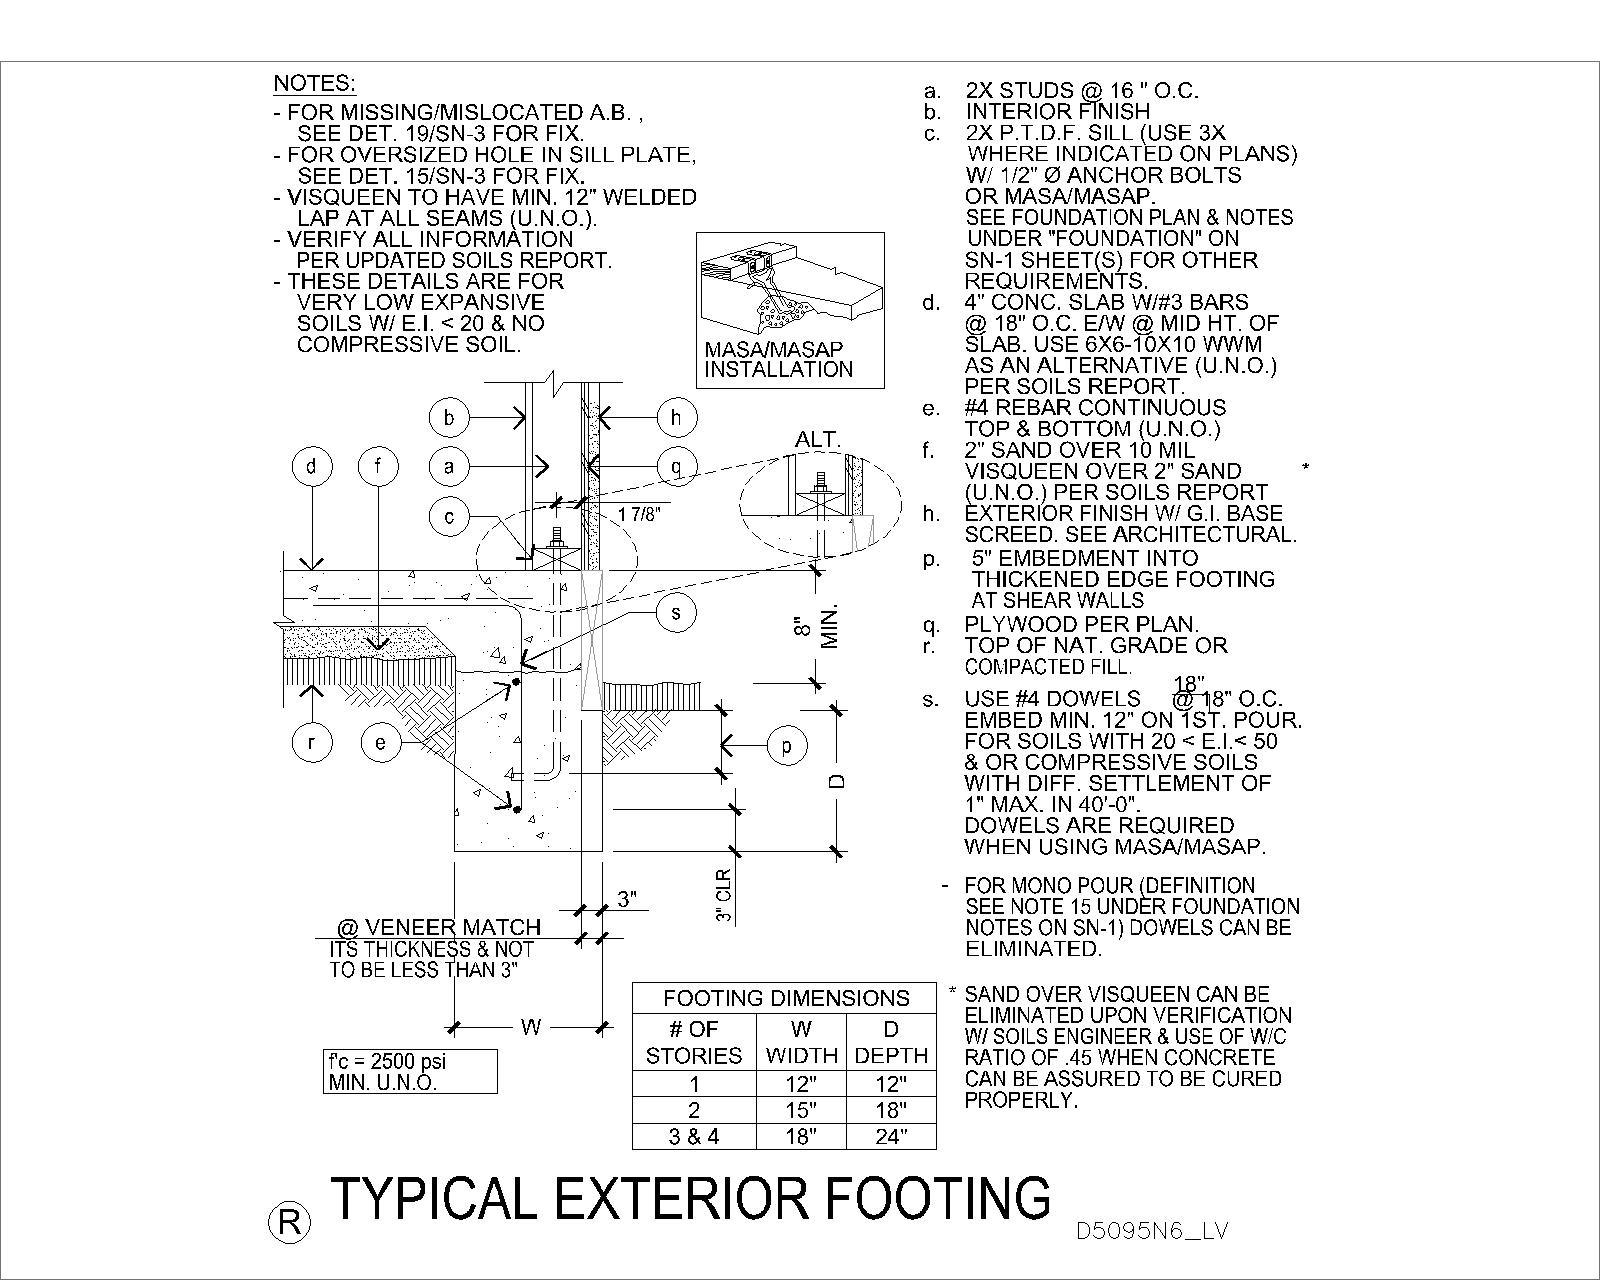 NOTES:
- FOR MISSING/MISLOCATED A.B. ,
SEE DET. 19/SN-3 FOR FIX.
- FOR OVERSIZED HOLE IN SILL PLATE,
SEE DET. 15/SN-3 FOR FIX.
- VISQUEEN TO HAVE MIN. 12" WELDED
LAP AT ALL SEAMS (U.N.O.).
- VERIFY ALL INFORMATION
PER UPDATED SOILS REPORT.
- THESE DETAILS ARE FOR
VERY LOW EXPANSIVE
SOILS W/ E.I. < 20 & NO
COMPRESSIVE SOIL.
MASA/MASAP
INSTALLATION
b
h
ALT.
d
f
a
q
c
1 7/8"
s
8"
MIN.
r
e
p
D
3" CLR
3"
@ VENEER MATCH
ITS THICKNESS & NOT
TO BE LESS THAN 3"
W
f'c = 2500 psi
MIN. U.N.O.
FOOTING DIMENSIONS
# OF STORIES W WIDTH D DEPTH
1 12" 12"
2 15" 18"
3 & 4 18" 24"
a. 2X STUDS @ 16 " O.C.
b. INTERIOR FINISH
c. 2X P.T.D.F. SILL (USE 3X
WHERE INDICATED ON PLANS)
W/ 1/2" Ø ANCHOR BOLTS
OR MASA/MASAP.
SEE FOUNDATION PLAN & NOTES
UNDER "FOUNDATION" ON
SN-1 SHEET(S) FOR OTHER
REQUIREMENTS.
d. 4" CONC. SLAB W/#3 BARS
@ 18" O.C. E/W @ MID HT. OF
SLAB. USE 6X6-10X10 WWM
AS AN ALTERNATIVE (U.N.O.)
PER SOILS REPORT.
e. #4 REBAR CONTINUOUS
TOP & BOTTOM (U.N.O.)
f. 2" SAND OVER 10 MIL
VISQUEEN OVER 2" SAND *
(U.N.O.) PER SOILS REPORT
h. EXTERIOR FINISH W/ G.I. BASE
SCREED. SEE ARCHITECTURAL.
p. 5" EMBEDMENT INTO
THICKENED EDGE FOOTING
AT SHEAR WALLS
q. PLYWOOD PER PLAN.
r. TOP OF NAT. GRADE OR
COMPACTED FILL.
18"
s. USE #4 DOWELS @ 18" O.C.
EMBED MIN. 12" ON 1ST. POUR.
FOR SOILS WITH 20 < E.I.< 50
& OR COMPRESSIVE SOILS
WITH DIFF. SETTLEMENT OF
1" MAX. IN 40'-0".
DOWELS ARE REQUIRED
WHEN USING MASA/MASAP.
- FOR MONO POUR (DEFINITION
SEE NOTE 15 UNDER FOUNDATION
NOTES ON SN-1) DOWELS CAN BE
ELIMINATED.
* SAND OVER VISQUEEN CAN BE
ELIMINATED UPON VERIFICATION
W/ SOILS ENGINEER & USE OF W/C
RATIO OF .45 WHEN CONCRETE
CAN BE ASSURED TO BE CURED
PROPERLY.
R TYPICAL EXTERIOR FOOTING
D5095N6_LV